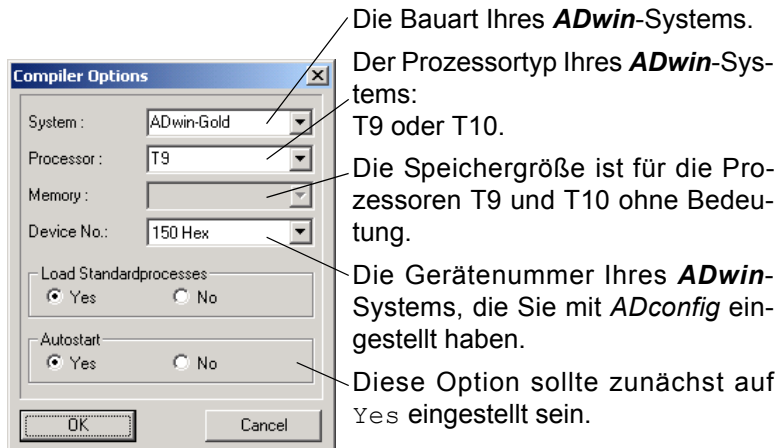 Die Bauart Ihres ADwin-Systems.
Der Prozessortyp Ihres ADwin-Sys-
tems:
T9 oder T10.
Die Speichergröße ist für die Pro-
zessoren T9 und T10 ohne Bedeu-
tung.
Die Gerätenummer Ihres ADwin-
Systems, die Sie mit ADconfig ein-
gestellt haben.
Diese Option sollte zunächst auf
Yes eingestellt sein.
Compiler Options
System : ADwin-Gold
Processor : T9
Memory :
Device No.: 150 Hex
Load Standardprocesses
Yes No
Autostart
Yes No
OK Cancel